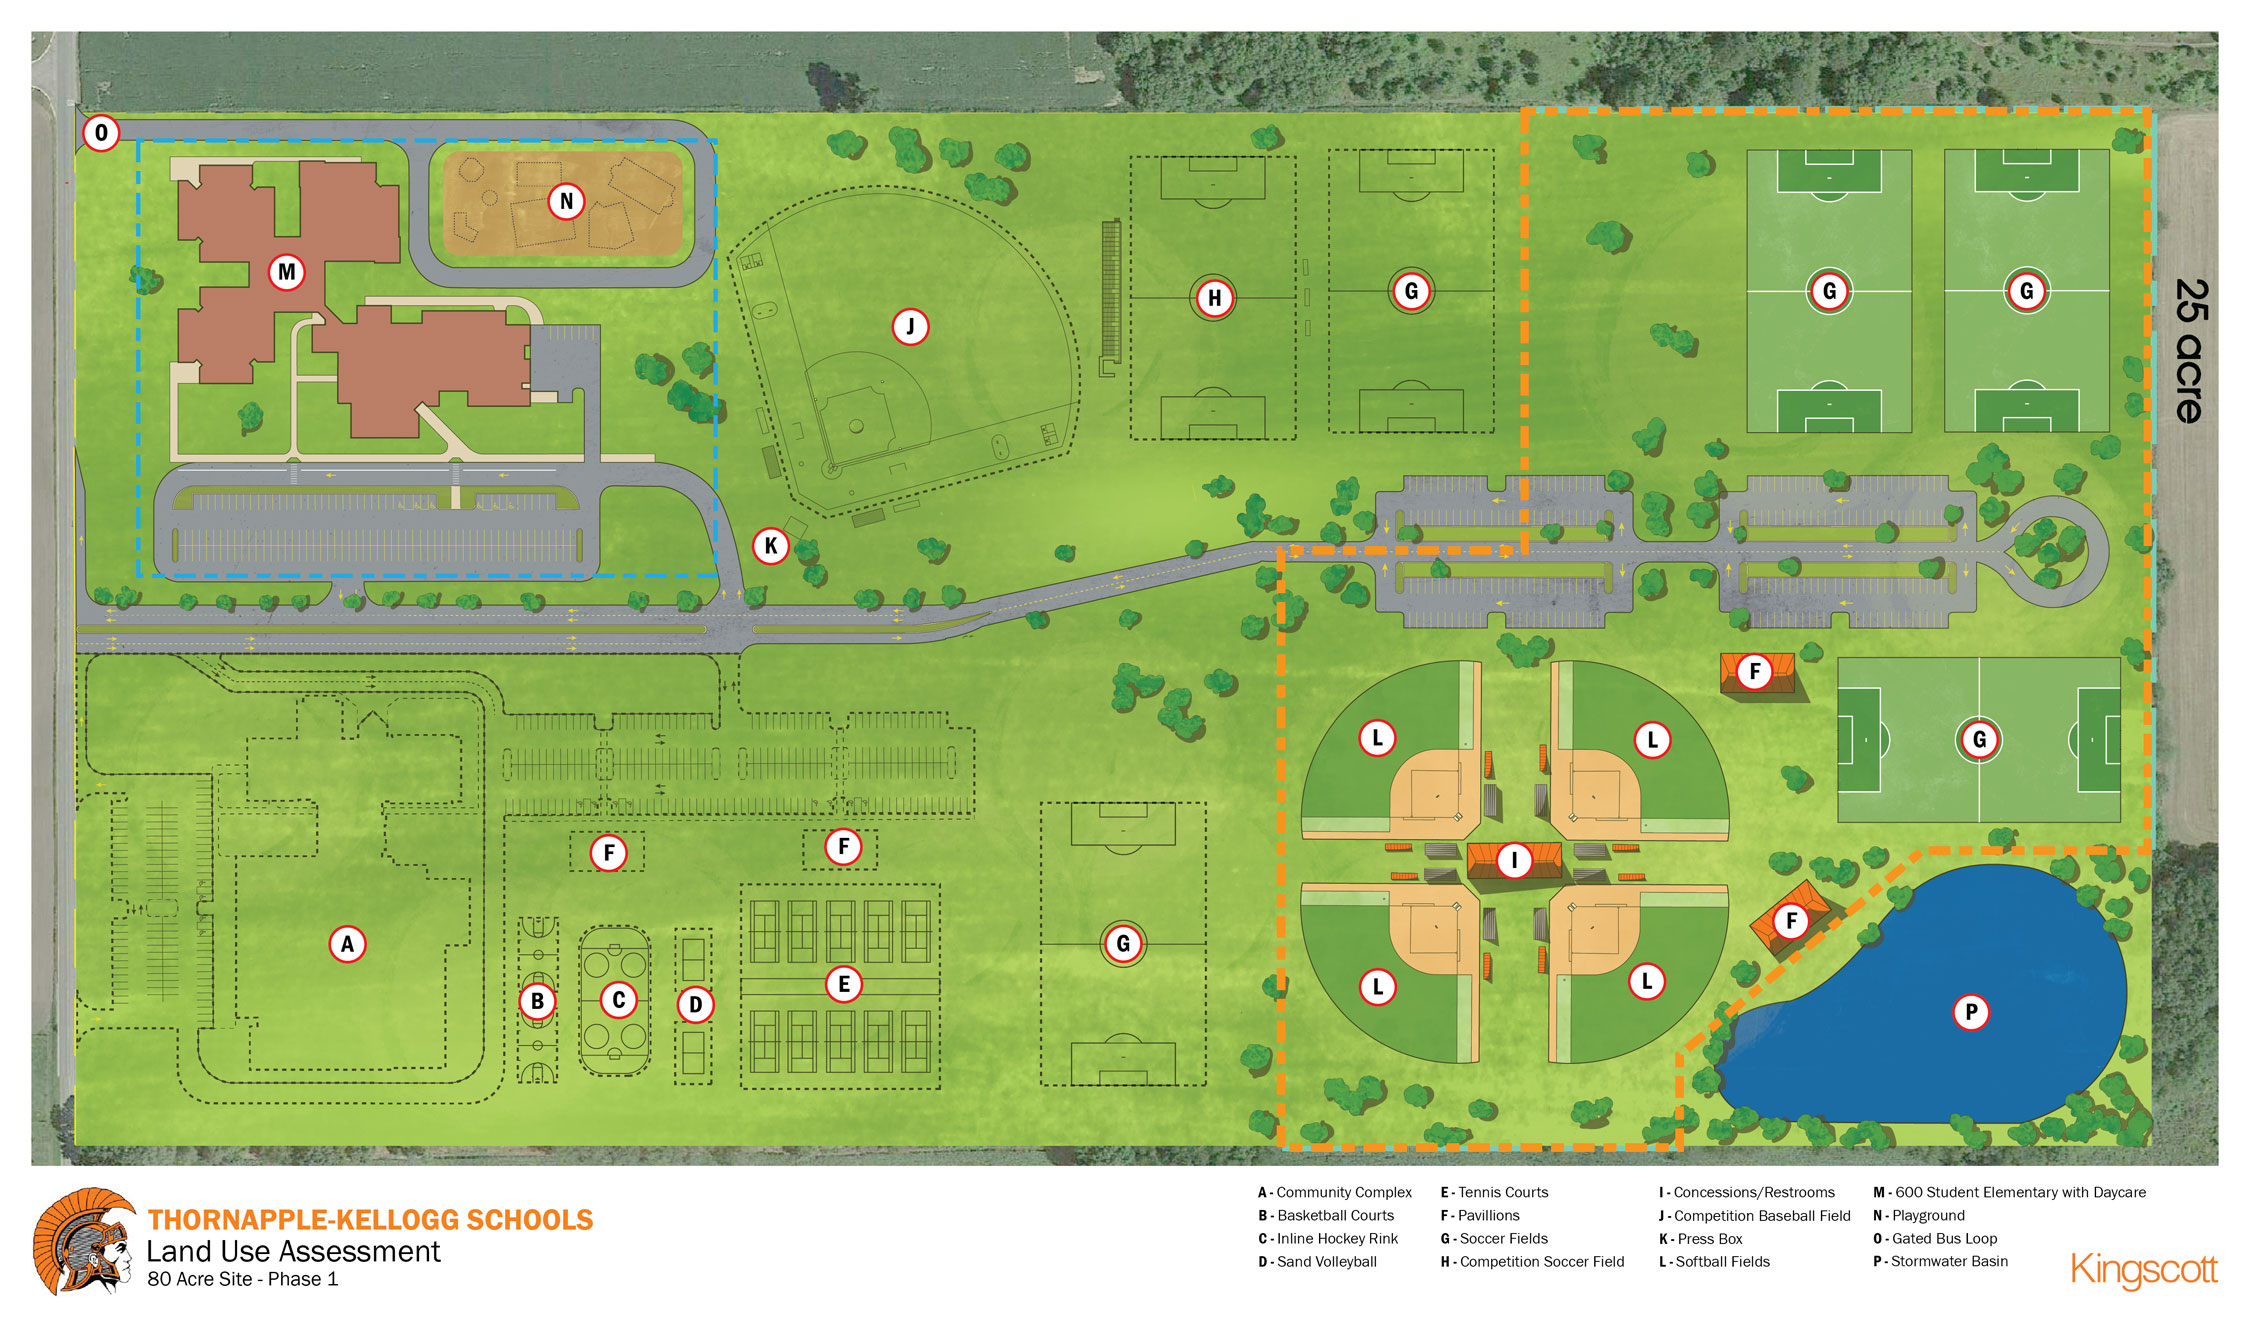 O
N
M
J
H
G
G
G
25 acre
K
F
L
L
G
F
F
I
A
B
C
D
E
G
L
L
F
P
THORNAPPLE-KELLOGG SCHOOLS
Land Use Assessment
80 Acre Site - Phase 1
A - Community Complex
B - Basketball Courts
C - Inline Hockey Rink
D - Sand Volleyball
E - Tennis Courts
F - Pavillions
G - Soccer Fields
H - Competition Soccer Field
I - Concessions/Restrooms
J - Competition Baseball Field
K - Press Box
L - Softball Fields
M - 600 Student Elementary with Daycare
N - Playground
O - Gated Bus Loop
P - Stormwater Basin
Kingscott